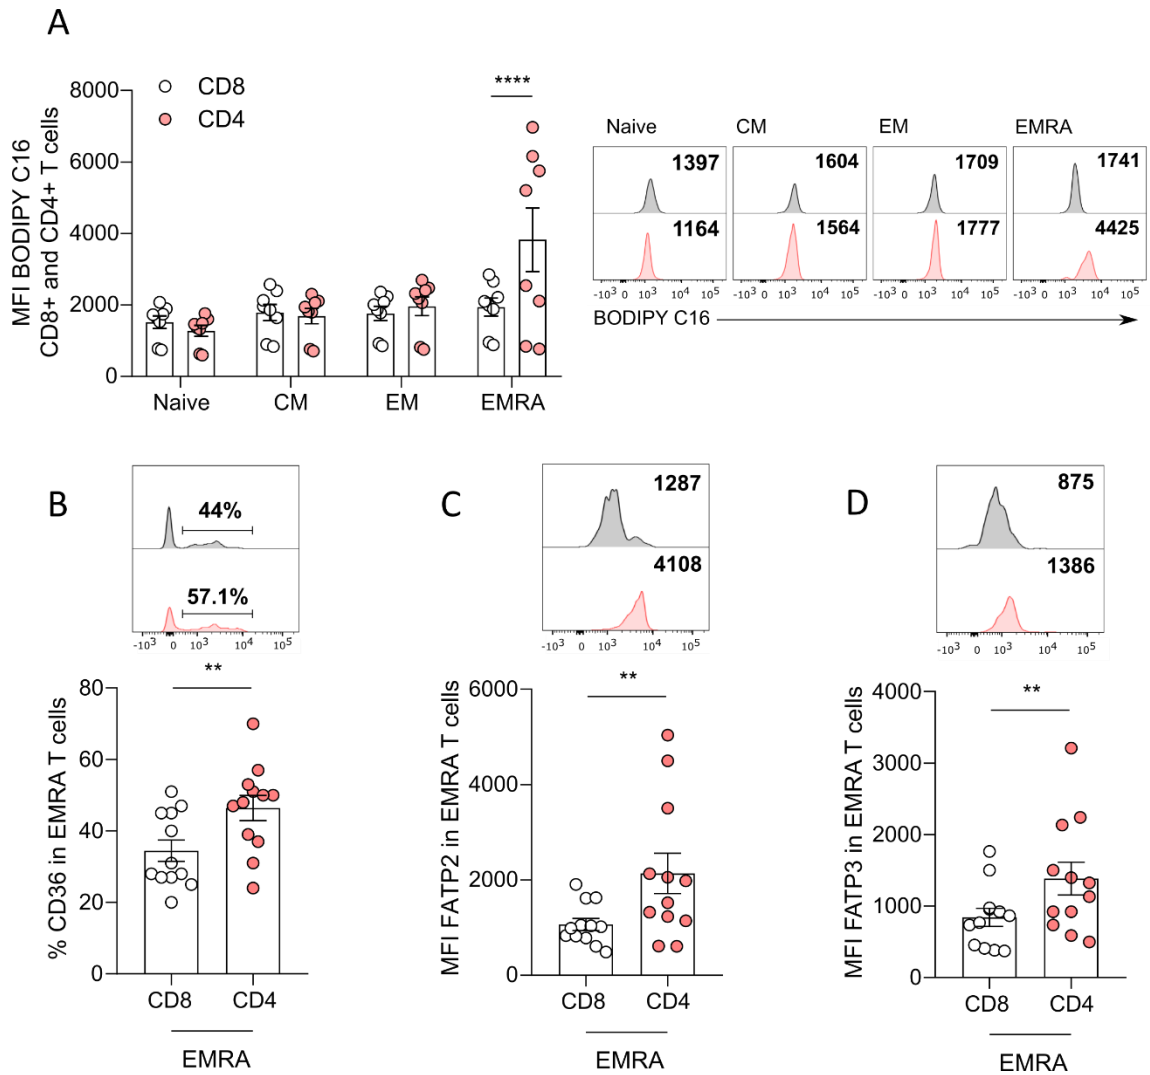 A
MFI BODIPY C16
CD8+ and CD4+ T cells
8000
6000
4000
2000
0
CD8
CD4
****
Naive
CM
EM
EMRA
Naive
CM
EM
EMRA
1397
1604
1709
1741
1164
1564
1777
4425
-10³ 0 10³ 10⁴ 10⁵
-10³ 0 10³ 10⁴ 10⁵
-10³ 0 10³ 10⁴ 10⁵
-10³ 0 10³ 10⁴ 10⁵
BODIPY C16
B
44%
57.1%
-10³ 0 10³ 10⁴ 10⁵
**
% CD36 in EMRA T cells
80
60
40
20
0
CD8
CD4
EMRA
C
1287
4108
-10³ 0 10³ 10⁴ 10⁵
**
MFI FATP2 in EMRA T cells
6000
4000
2000
0
CD8
CD4
EMRA
D
875
1386
-10³ 0 10³ 10⁴ 10⁵
**
MFI FATP3 in EMRA T cells
4000
3000
2000
1000
0
CD8
CD4
EMRA